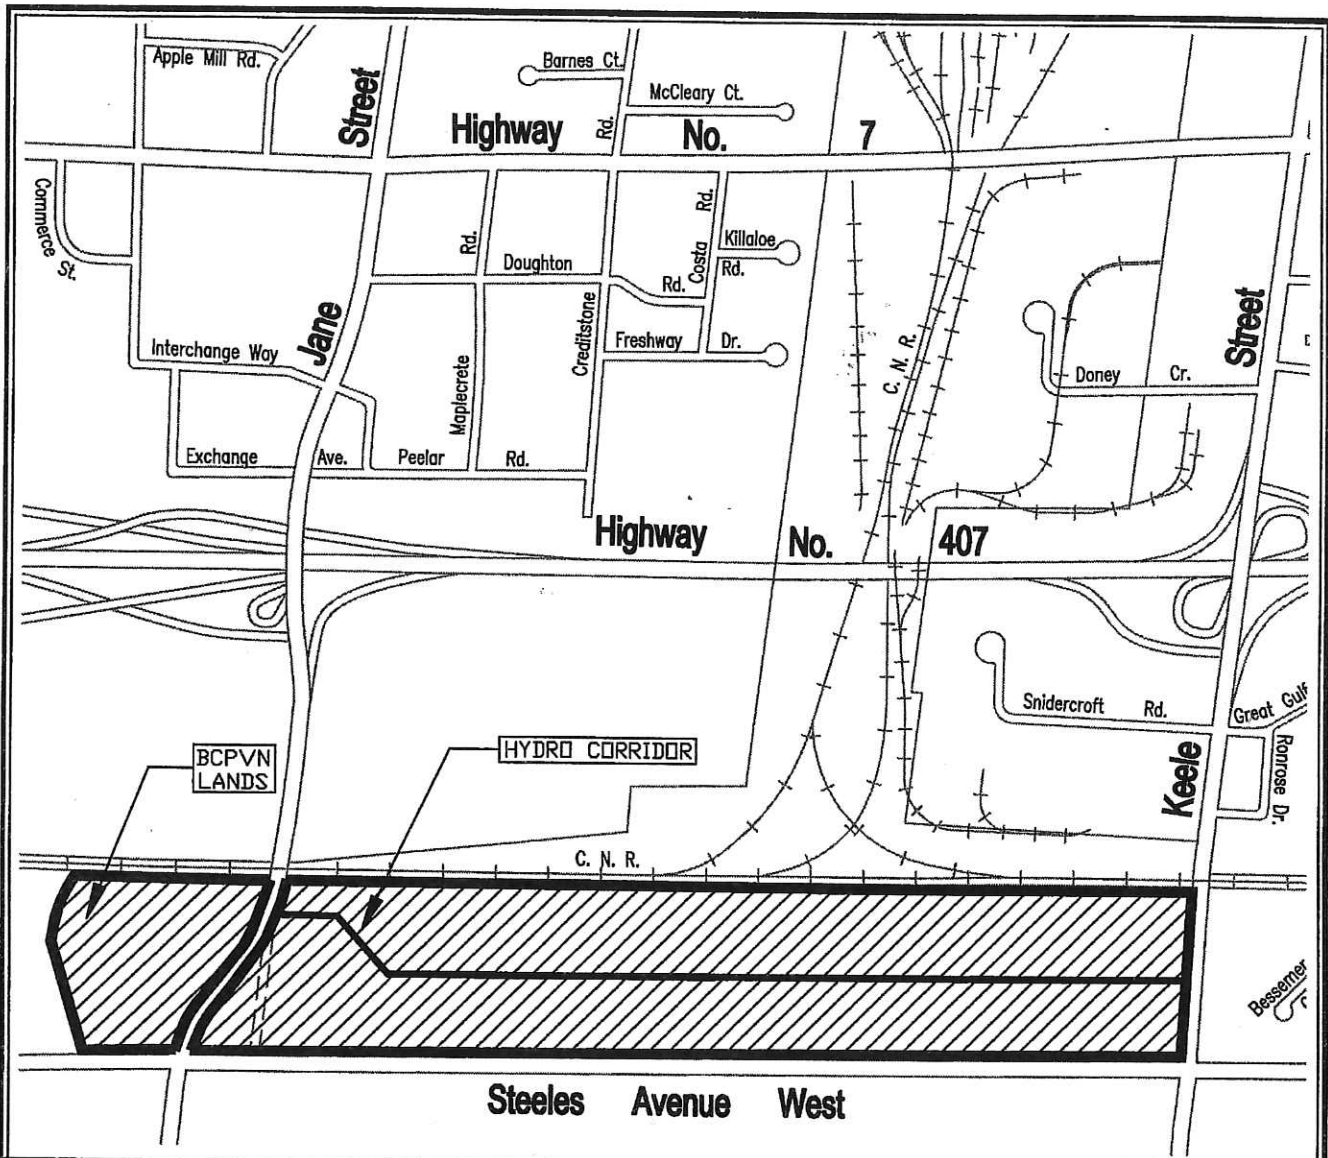 Apple Mill Rd.
Barnes Ct.
McCleary Ct.
Street
Highway No. 7
Rd.
Commerce St.
Rd.
Rd.
Killaloe
Rd.
Costa
Doughton Rd.
Jane
Interchange Way
Creditstone
Freshway Dr.
C. N. R.
Street
Doney Cr.
Maplecrete
Exchange Ave.
Peelar Rd.
Highway No. 407
Snidercroft Rd.
Great Gulf
Ronrose Dr.
Keele
BCPVN
LANDS
HYDRO CORRIDOR
C. N. R.
Bessemer
Steeles Avenue West